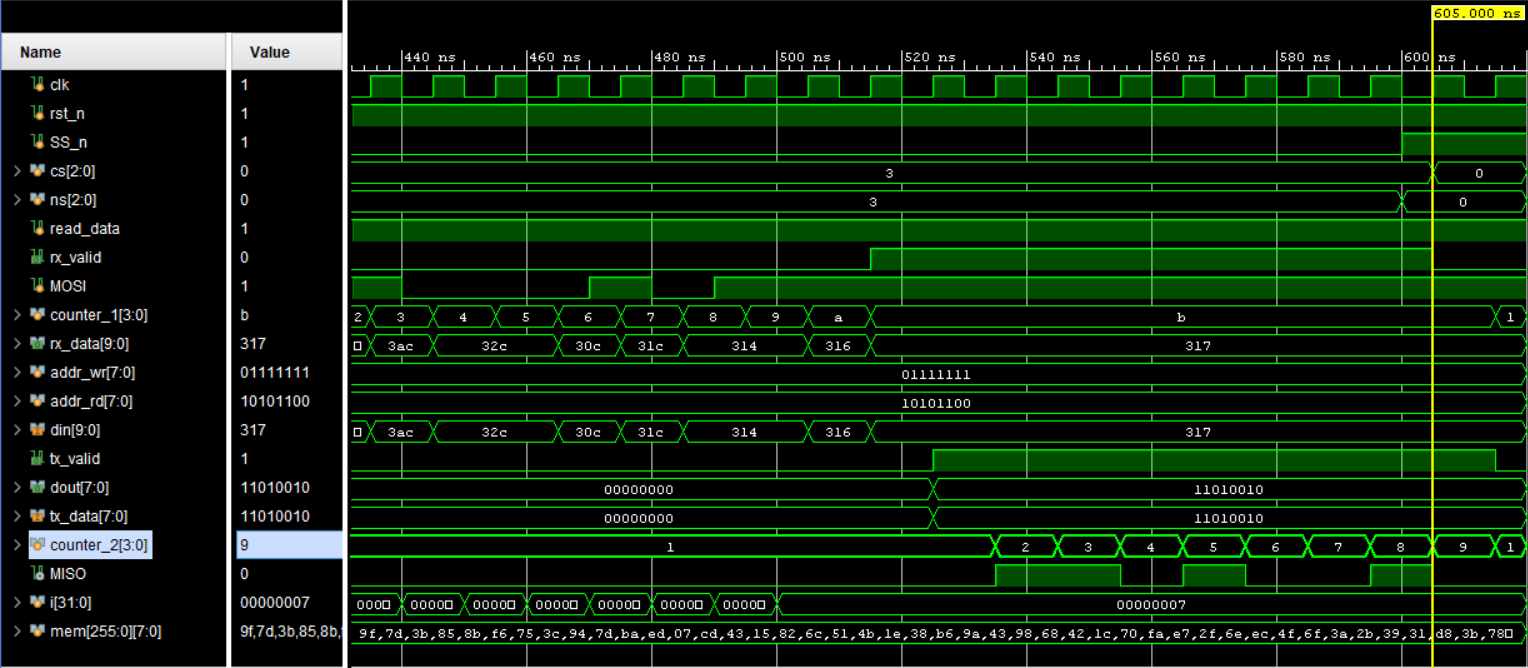 605.000 ns
Name Value
440 ns 460 ns 480 ns 500 ns 520 ns 540 ns 560 ns 580 ns 600 ns
clk 1
rst_n 1
SS_n 1
cs[2:0] 0 3 0
ns[2:0] 0 3 0
read_data 1
rx_valid 0
MOSI 1
counter_1[3:0] b 2 3 4 5 6 7 8 9 a b 1
rx_data[9:0] 317 3ac 32c 30c 31c 314 316 317
addr_wr[7:0] 01111111 01111111
addr_rd[7:0] 10101100 10101100
din[9:0] 317 3ac 32c 30c 31c 314 316 317
tx_valid 1
dout[7:0] 11010010 00000000 11010010
tx_data[7:0] 11010010 00000000 11010010
counter_2[3:0] 9 1 2 3 4 5 6 7 8 9 1
MISO 0
i[31:0] 00000007 000 0000 0000 0000 0000 0000 0000 00000007
mem[255:0][7:0] 9f,7d,3b,85,8b, 9f,7d,3b,85,8b,f6,75,3c,94,7d,ba,ed,07,cd,43,15,82,6c,51,4b,1e,38,b6,9a,43,98,68,42,1c,70,fa,e7,2f,6e,ec,4f,6f,3a,2b,39,31,d8,3b,78